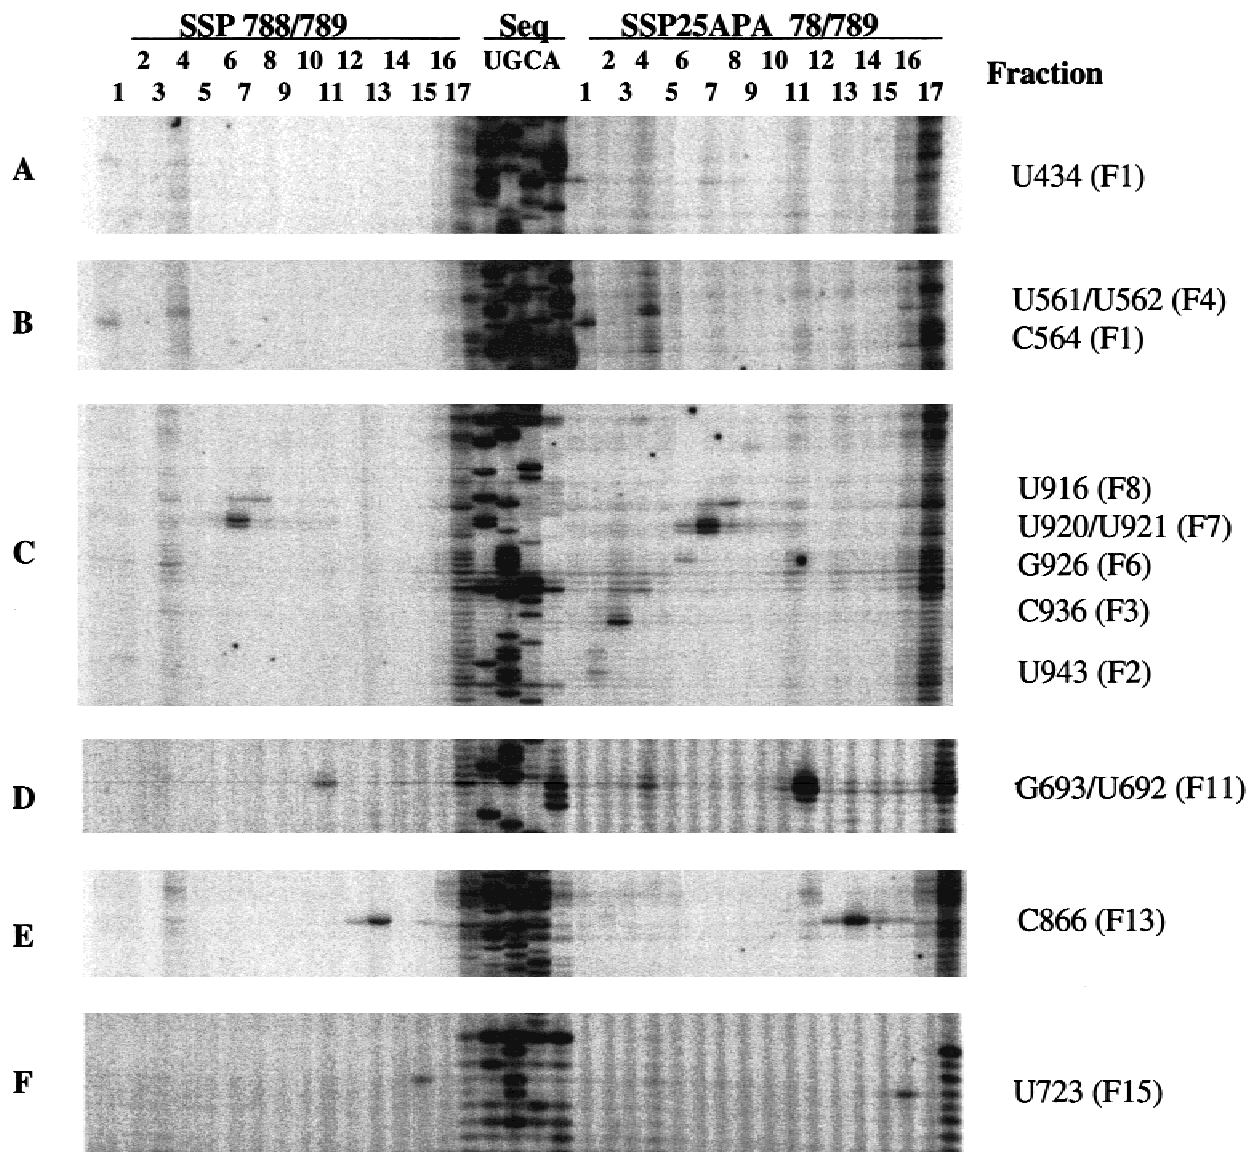 SSP 788/789 Seq SSP25APA 78/789
2 4 6 8 10 12 14 16 UGCA 2 4 6 8 10 12 14 16 Fraction
1 3 5 7 9 11 13 15 17 1 3 5 7 9 11 13 15 17
A U434 (F1)
U561/U562 (F4)
B
C564 (F1)
U916 (F8)
U920/U921 (F7)
C
G926 (F6)
C936 (F3)
U943 (F2)
D G693/U692 (F11)
E C866 (F13)
F U723 (F15)